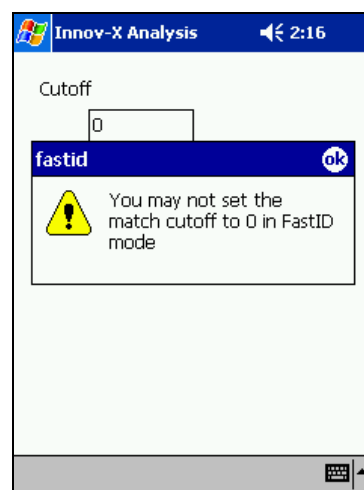 Innov-X Analysis 2:16
Cutoff
0
fastid ok
You may not set the
match cutoff to 0 in FastID
mode